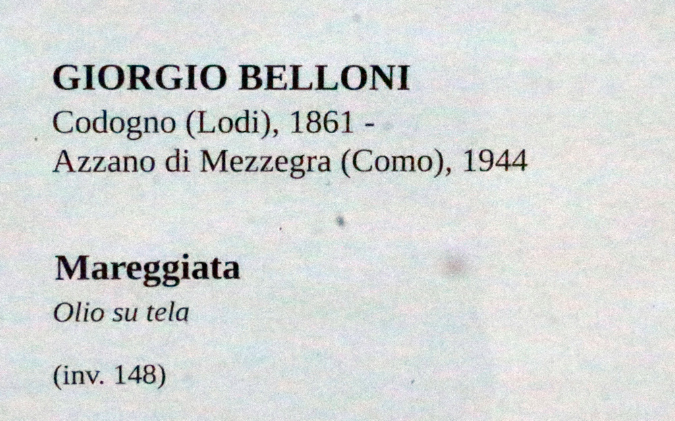 GIORGIO BELLONI
Codogno (Lodi), 1861 -
Azzano di Mezzegra (Como), 1944
Mareggiata
Olio su tela
(inv. 148)